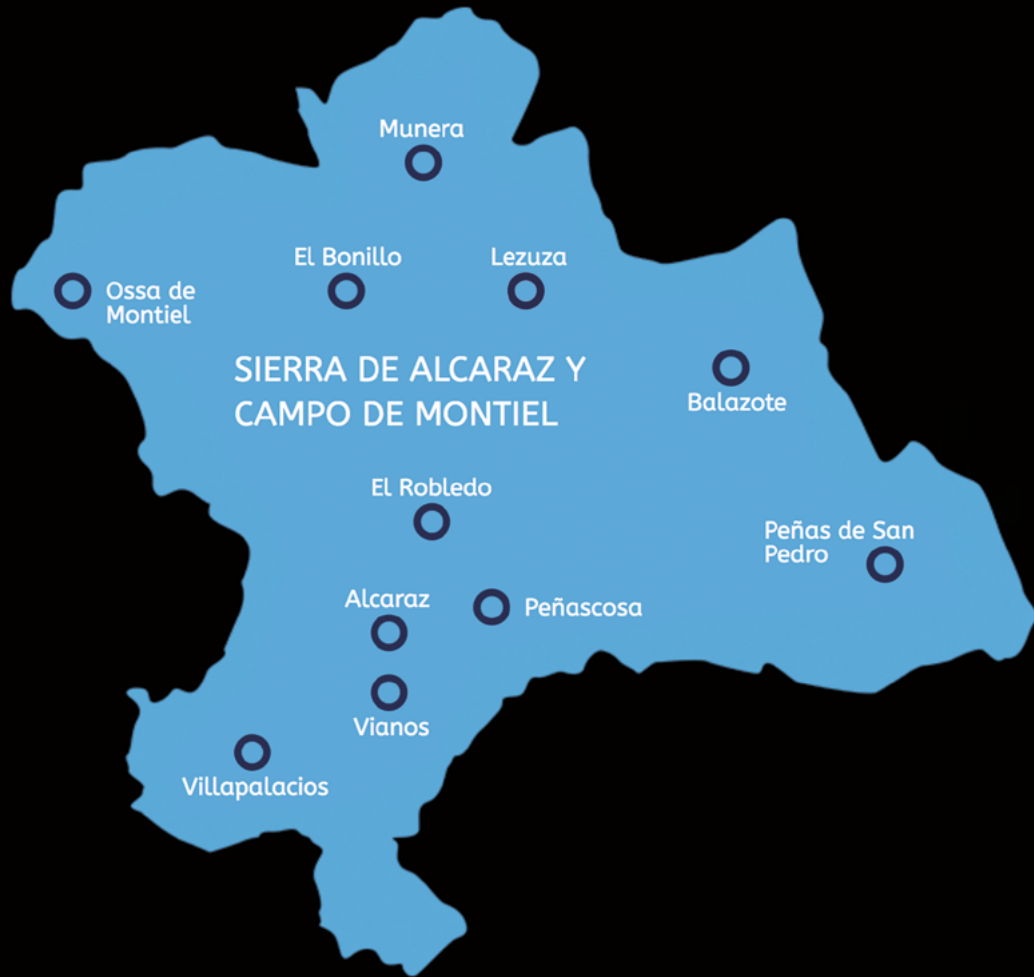 Munera
El Bonillo
Lezuza
Ossa de
Montiel
SIERRA DE ALCARAZ Y
CAMPO DE MONTIEL
Balazote
El Robledo
Peñas de San
Pedro
Alcaraz
Peñascosa
Vianos
Villapalacios